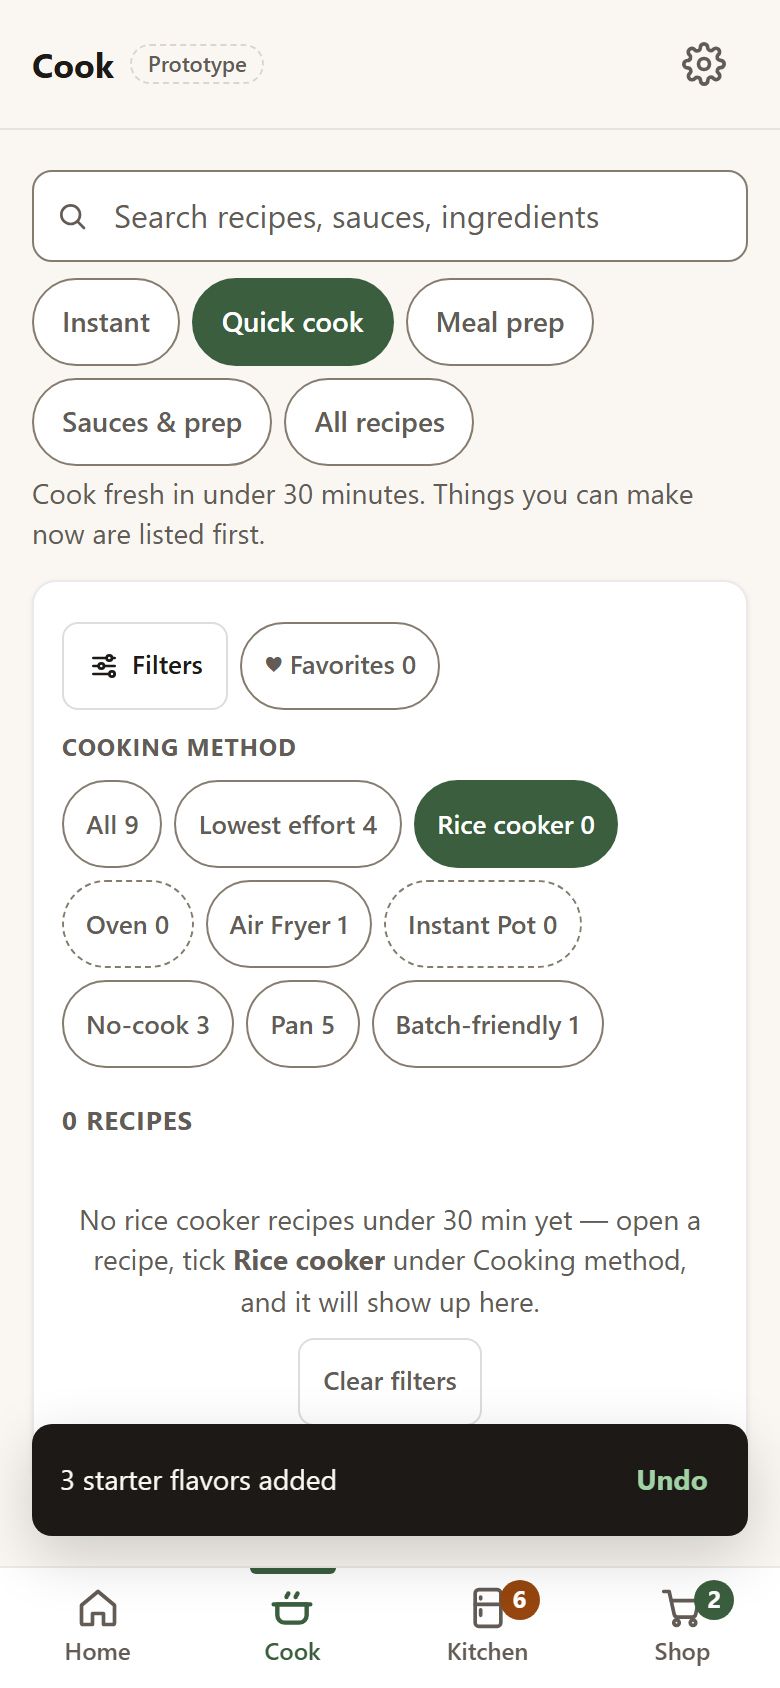 Cook
Prototype
Search recipes, sauces, ingredients
Instant
Quick cook
Meal prep
Sauces & prep
All recipes
Cook fresh in under 30 minutes. Things you can make
now are listed first.
Filters
♥ Favorites 0
COOKING METHOD
All 9
Lowest effort 4
Rice cooker 0
Oven 0
Air Fryer 1
Instant Pot 0
No-cook 3
Pan 5
Batch-friendly 1
0 RECIPES
No rice cooker recipes under 30 min yet — open a
recipe, tick Rice cooker under Cooking method,
and it will show up here.
Clear filters
3 starter flavors added
Undo
Home
Cook
6
Kitchen
2
Shop